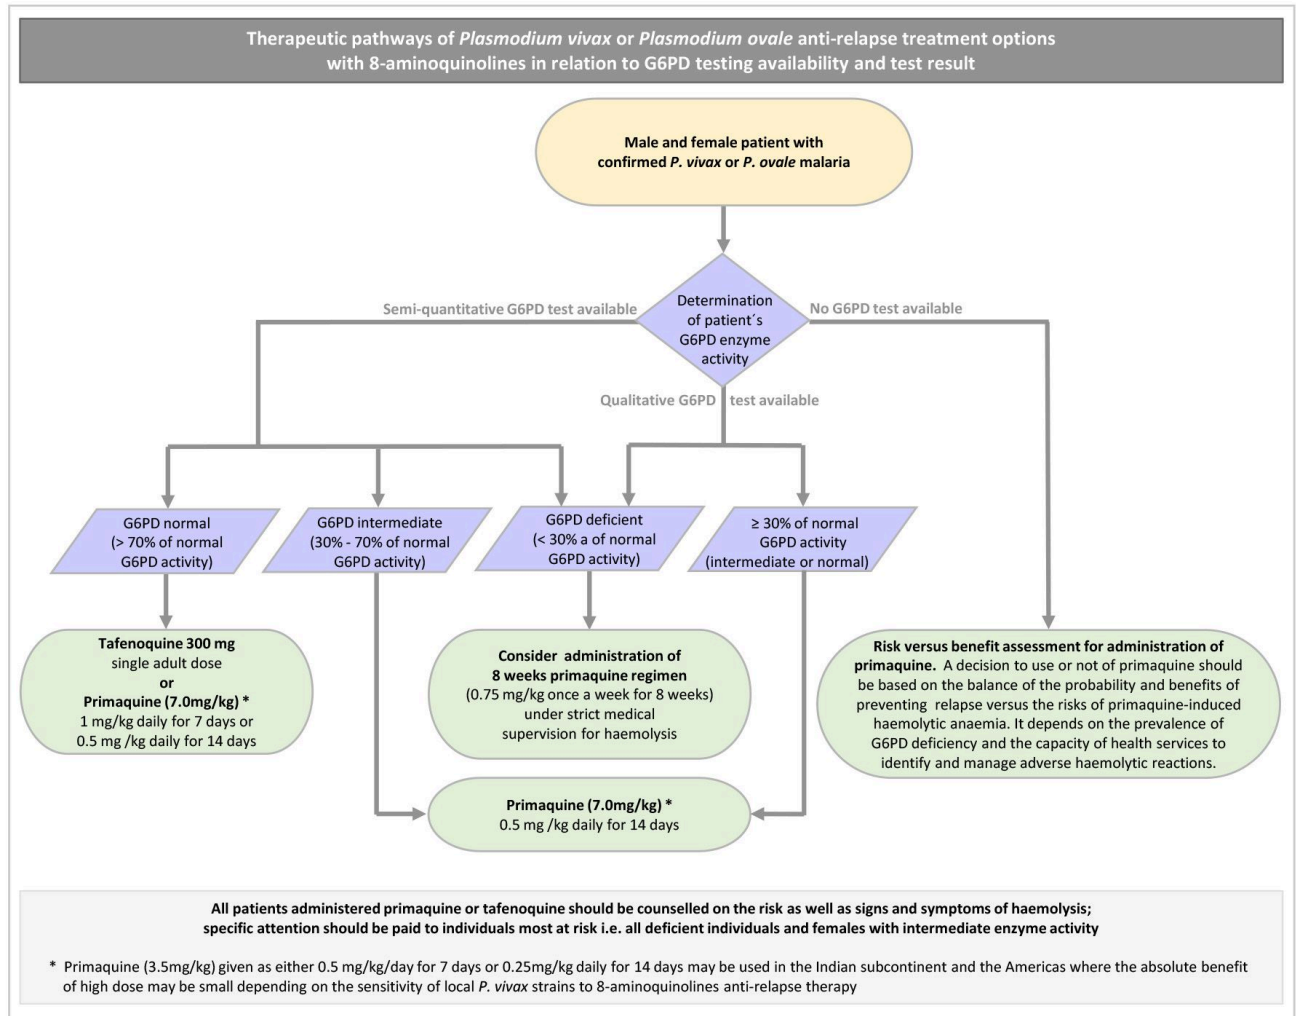 Therapeutic pathways of Plasmodium vivax or Plasmodium ovale anti-relapse treatment options
with 8-aminoquinolines in relation to G6PD testing availability and test result
Male and female patient with
confirmed P. vivax or P. ovale malaria
Determination
of patient´s
G6PD enzyme
activity
Semi-quantitative G6PD test available
No G6PD test available
Qualitative G6PD test available
G6PD normal
(> 70% of normal
G6PD activity)
G6PD intermediate
(30% - 70% of normal
G6PD activity)
G6PD deficient
(< 30% a of normal
G6PD activity)
≥ 30% of normal
G6PD activity
(intermediate or normal)
Tafenoquine 300 mg
single adult dose
or
Primaquine (7.0mg/kg) *
1 mg/kg daily for 7 days or
0.5 mg /kg daily for 14 days
Consider administration of
8 weeks primaquine regimen
(0.75 mg/kg once a week for 8 weeks)
under strict medical
supervision for haemolysis
Risk versus benefit assessment for administration of
primaquine. A decision to use or not of primaquine should
be based on the balance of the probability and benefits of
preventing relapse versus the risks of primaquine-induced
haemolytic anaemia. It depends on the prevalence of
G6PD deficiency and the capacity of health services to
identify and manage adverse haemolytic reactions.
Primaquine (7.0mg/kg) *
0.5 mg /kg daily for 14 days
All patients administered primaquine or tafenoquine should be counselled on the risk as well as signs and symptoms of haemolysis;
specific attention should be paid to individuals most at risk i.e. all deficient individuals and females with intermediate enzyme activity
* Primaquine (3.5mg/kg) given as either 0.5 mg/kg/day for 7 days or 0.25mg/kg daily for 14 days may be used in the Indian subcontinent and the Americas where the absolute benefit
of high dose may be small depending on the sensitivity of local P. vivax strains to 8-aminoquinolines anti-relapse therapy